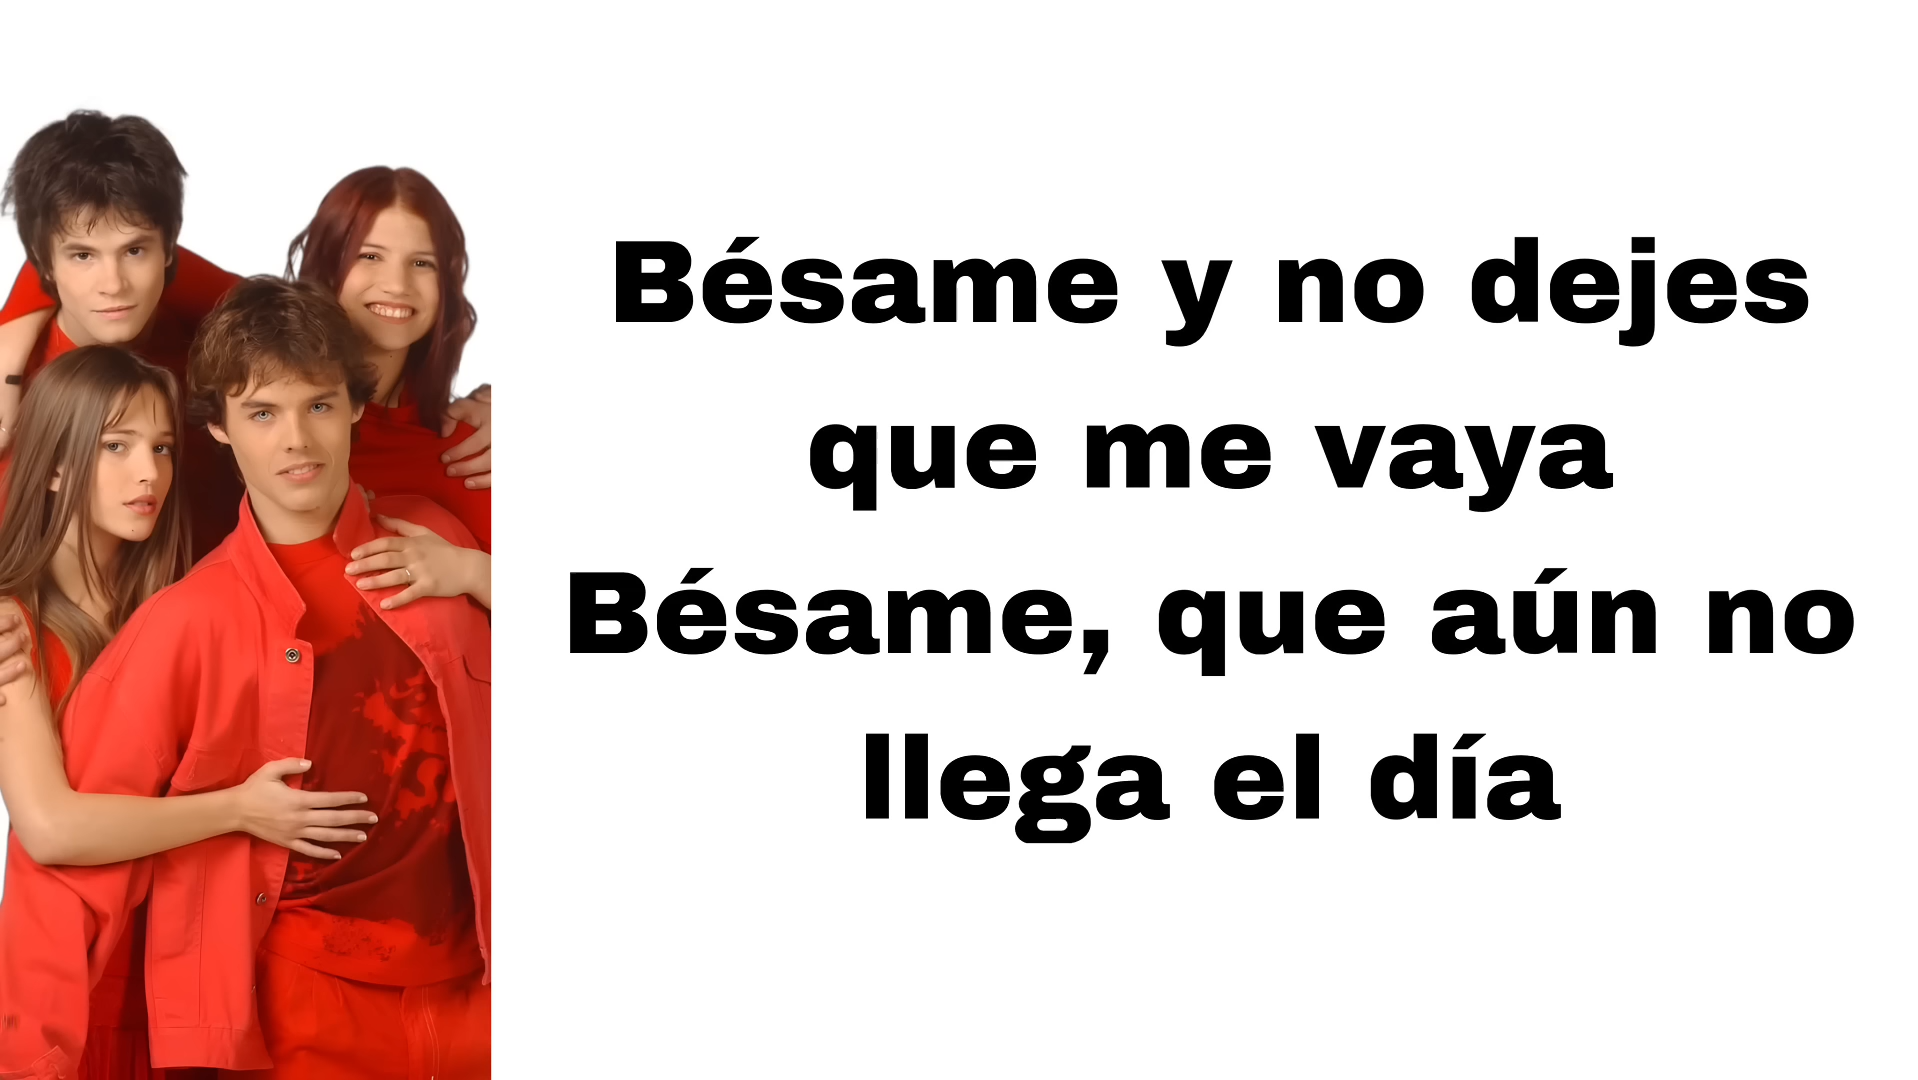 Bésame y no dejes
que me vaya
Bésame, que aún no
llega el día